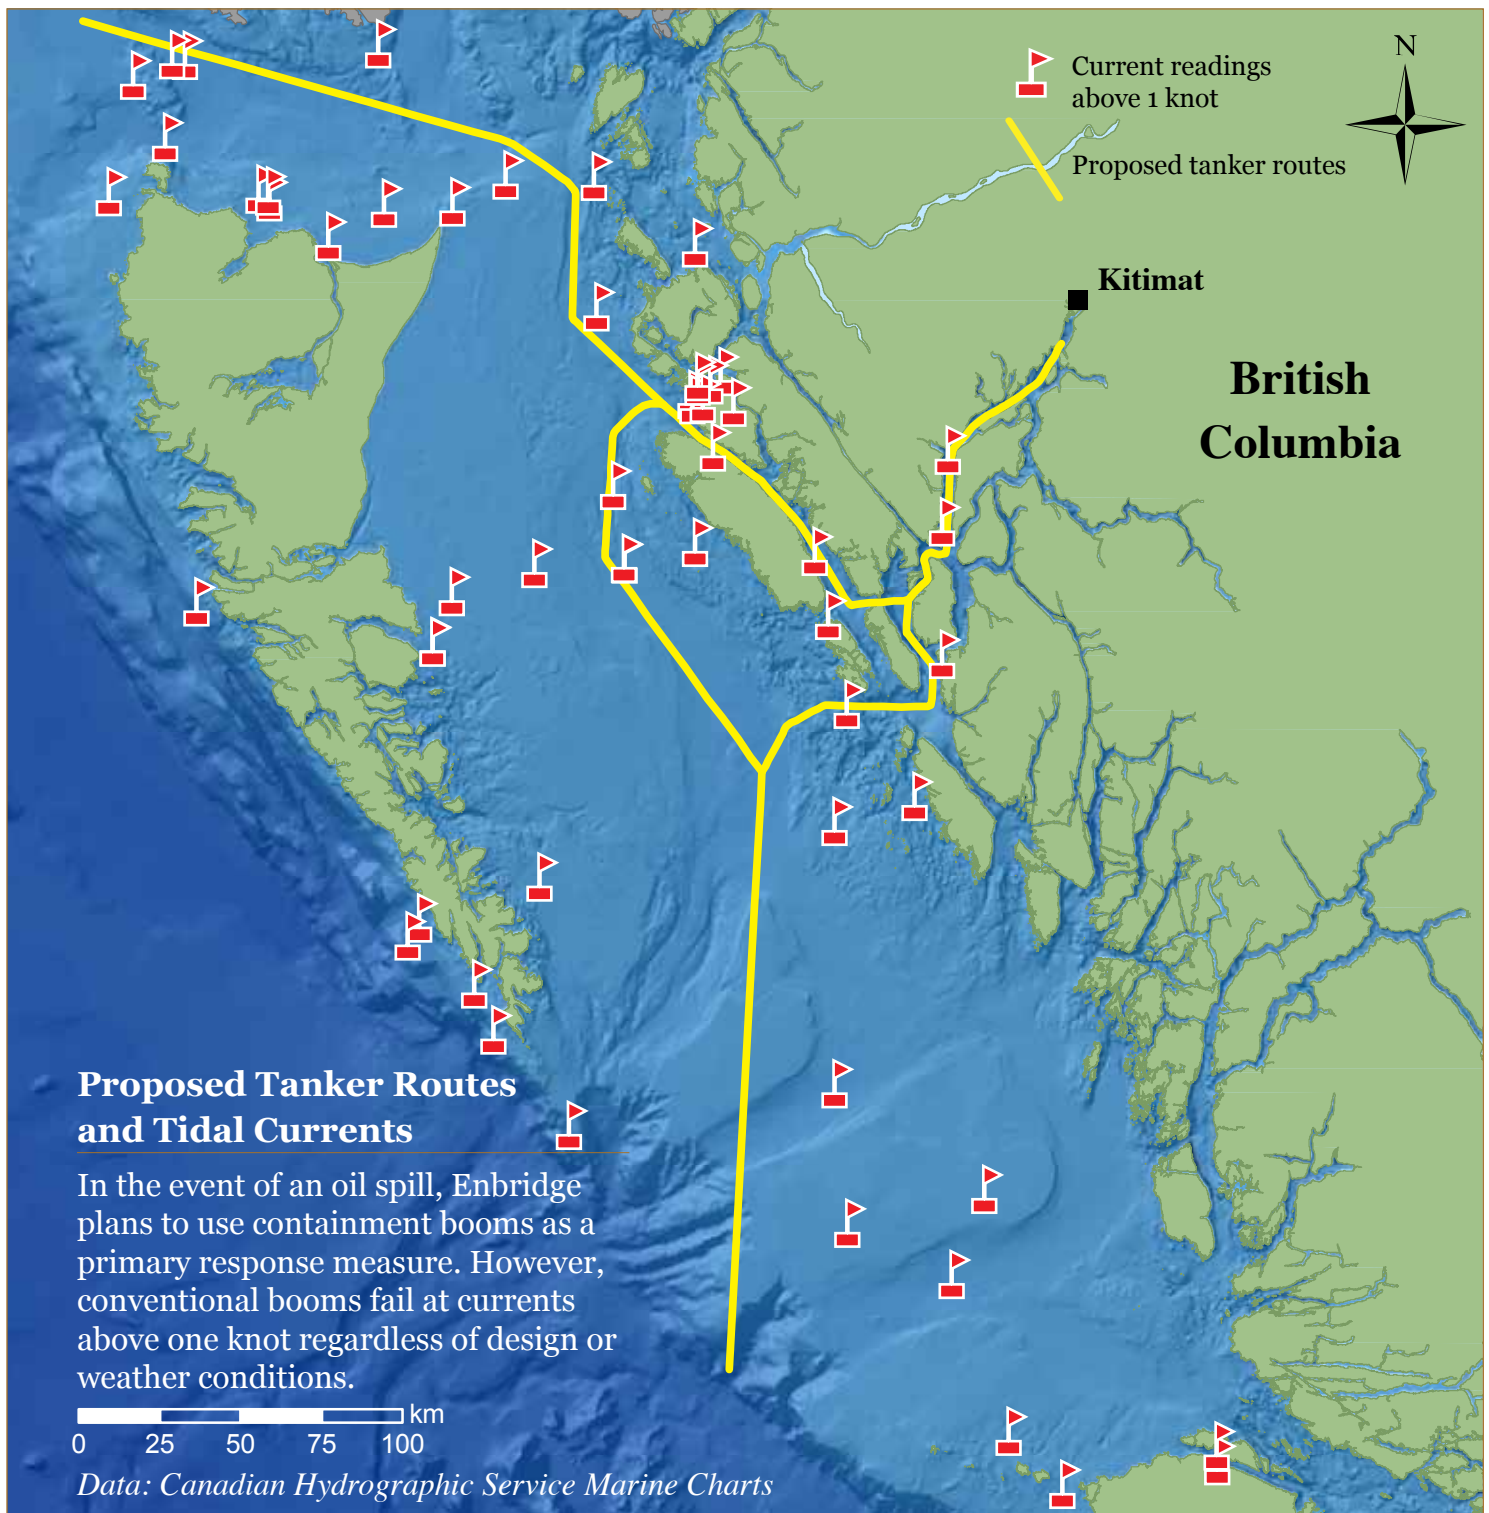 N
Current readings
above 1 knot
Proposed tanker routes
Kitimat
British
Columbia
Proposed Tanker Routes
and Tidal Currents
In the event of an oil spill, Enbridge
plans to use containment booms as a
primary response measure. However,
conventional booms fail at currents
above one knot regardless of design or
weather conditions.
km
0 25 50 75 100
Data: Canadian Hydrographic Service Marine Charts